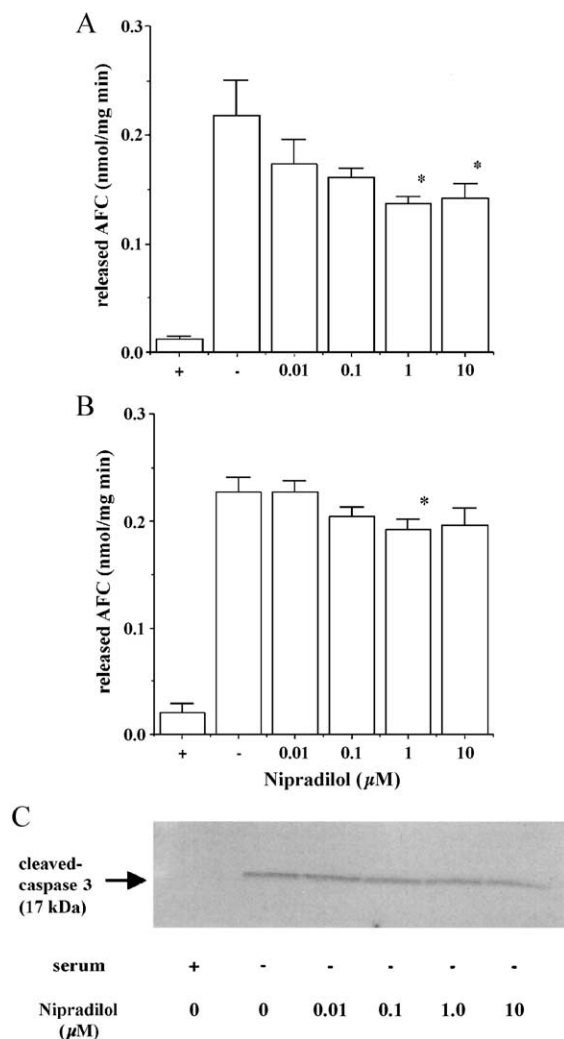 A
released AFC (nmol/mg min)
0.3
0.2
0.1
0.0
* *
+ - 0.01 0.1 1 10
B
released AFC (nmol/mg min)
0.3
0.2
0.1
0.0
*
+ - 0.01 0.1 1 10
Nipradilol (µM)
C
cleaved-
caspase 3
(17 kDa)
serum + - - - - -
Nipradilol 0 0 0.01 0.1 1.0 10
(µM)